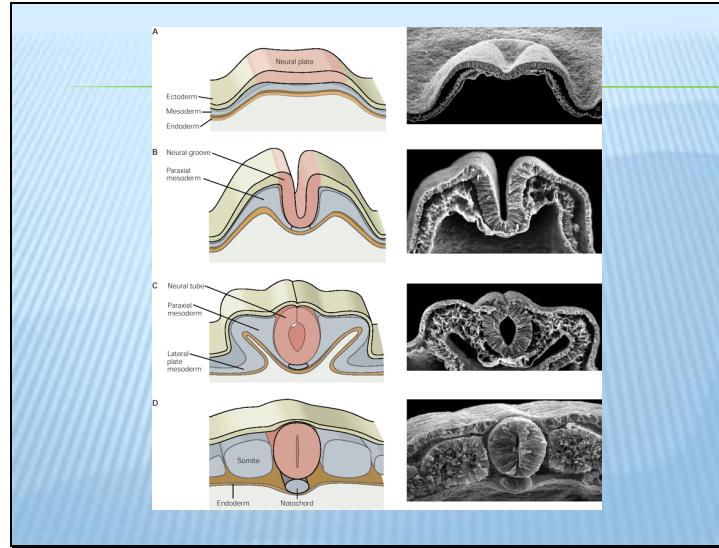 A
Neural plate
Ectoderm
Mesoderm
Endoderm
B
Neural groove
Paraxial
mesoderm
C
Neural tube
Paraxial
mesoderm
Lateral
plate
mesoderm
D
Somite
Endoderm
Notochord